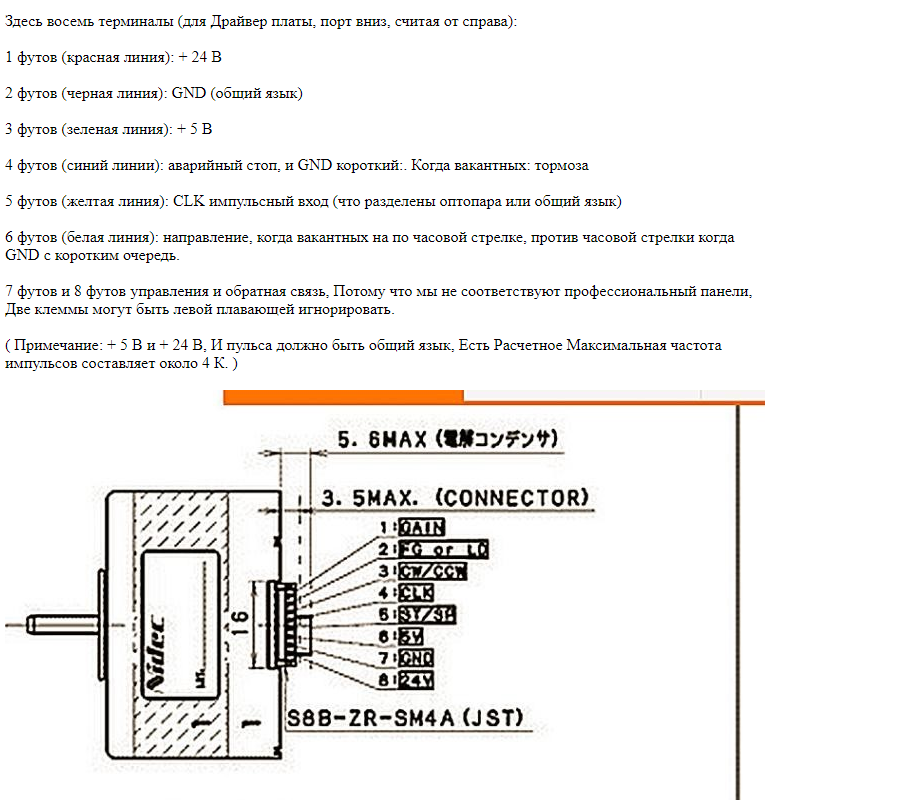 Здесь восемь терминалы (для Драйвер платы, порт вниз, считая от справа):
1 футов (красная линия): + 24 В
2 футов (черная линия): GND (общий язык)
3 футов (зеленая линия): + 5 В
4 футов (синий линии): аварийный стоп, и GND короткий:. Когда вакантных: тормоза
5 футов (желтая линия): CLK импульсный вход (что разделены оптопара или общий язык)
6 футов (белая линия): направление, когда вакантных на по часовой стрелке, против часовой стрелки когда
GND с коротким очередь.
7 футов и 8 футов управления и обратная связь, Потому что мы не соответствуют профессиональный панели,
Две клеммы могут быть левой плавающей игнорировать.
( Примечание: + 5 В и + 24 В, И пульса должно быть общий язык, Есть Расчетное Максимальная частота
импульсов составляет около 4 К. )
5. 6MAX (電解コンデンサ)
3. 5MAX. (CONNECTOR)
1:GAIN
2:FG or LD
3:CW/CCW
4:CLK
5:ST/SP
6:5V
7:GND
8:24V
16
Nidec
S8B-ZR-SM4A (JST)